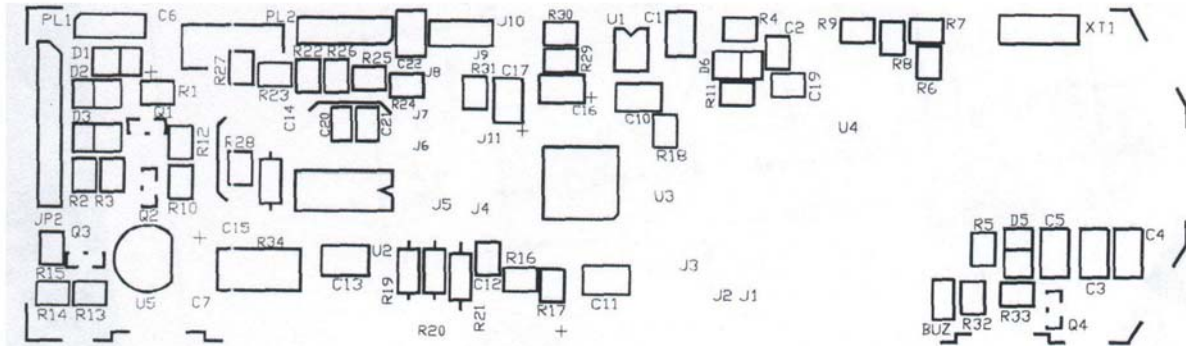 PL1 C6 PL2 J10 R30 U1 C1 R4 C2 R9 R7 XT1
D1 R22 R26 R25 C22 J9 R29 D6 R8
D2 R1 R27 R23 J8 R31 C17 R11 C19 R6
Q1 C14 R24 C16 C10
D3 R12 C20 C21 J7 J11 U4
R28 J6 R18
R2 R3 R10 J5 J4 U3
JP2 Q2 C15 R5 D5 C5 C4
Q3 R34 U2 R16 J3
R15 C13 R19 C12
U5 C7 R21 R17 C11 J2 J1 C3
R14 R13 R20 BUZ R32 R33 Q4